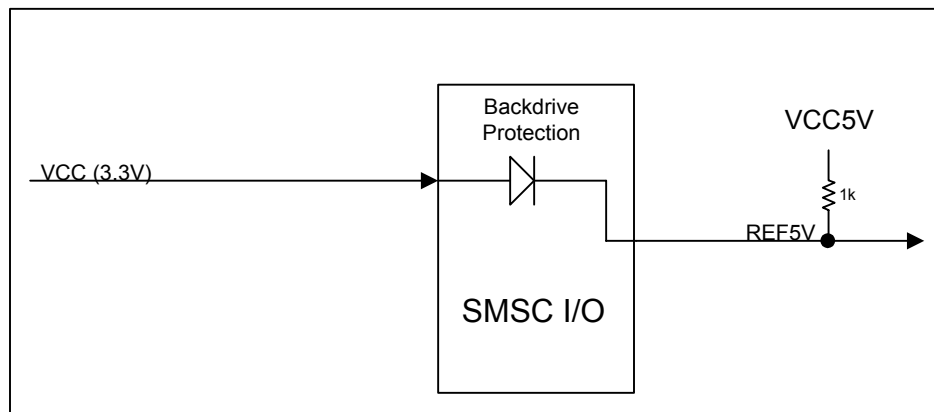 Backdrive
Protection
VCC5V
VCC (3.3V)
1k
REF5V
SMSC I/O